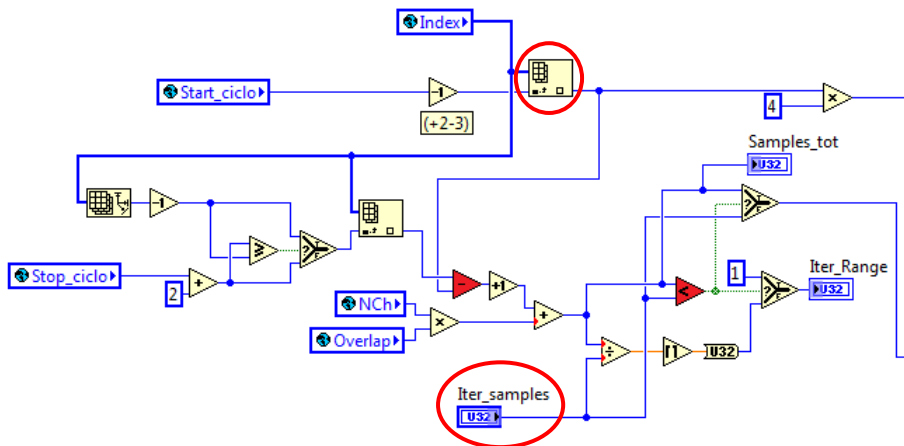 Index
Start_ciclo
-1
(+2-3)
4
×
Samples_tot
U32
-1
T
?
F
T
?
F
≥
Stop_ciclo
+
2
-
+1
<
1
T
?
F
Iter_Range
U32
NCh
×
+
Overlap
÷
U32
Iter_samples
U32